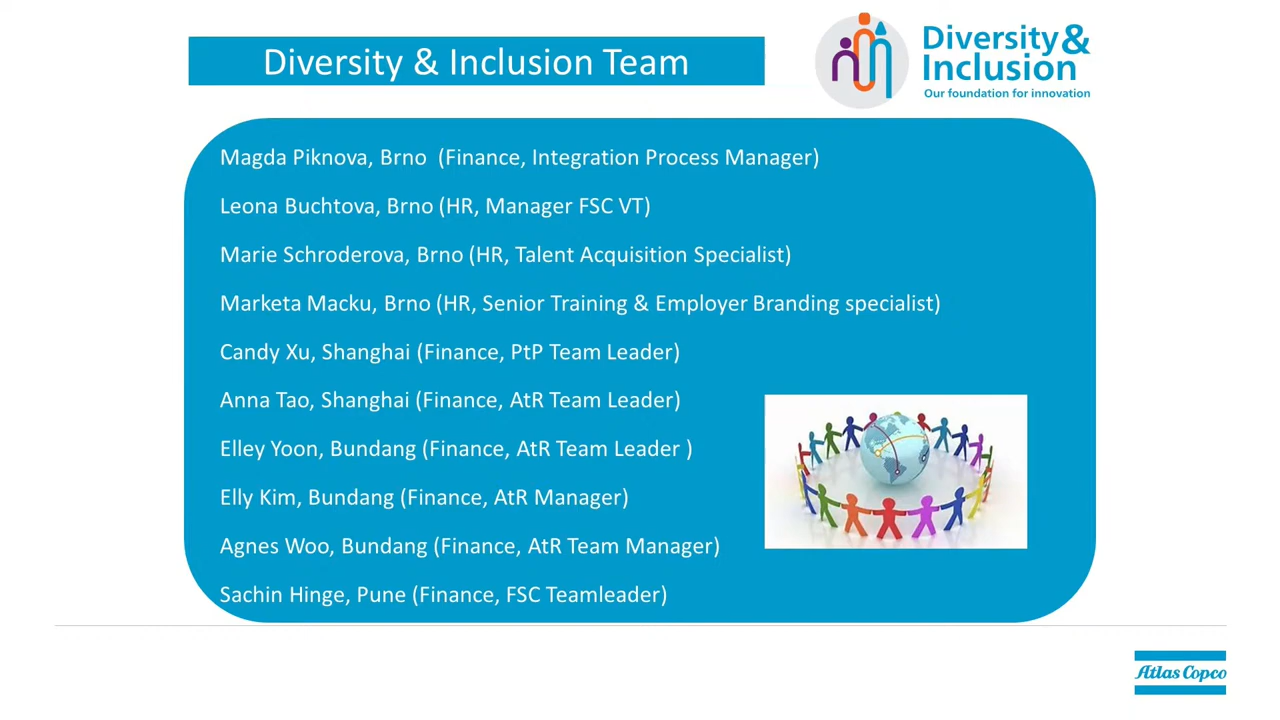 Diversity & Inclusion Team
Diversity &
Inclusion
Our foundation for innovation
Magda Piknova, Brno (Finance, Integration Process Manager)
Leona Buchtova, Brno (HR, Manager FSC VT)
Marie Schroderova, Brno (HR, Talent Acquisition Specialist)
Marketa Macku, Brno (HR, Senior Training & Employer Branding specialist)
Candy Xu, Shanghai (Finance, PtP Team Leader)
Anna Tao, Shanghai (Finance, AtR Team Leader)
Elley Yoon, Bundang (Finance, AtR Team Leader )
Elly Kim, Bundang (Finance, AtR Manager)
Agnes Woo, Bundang (Finance, AtR Team Manager)
Sachin Hinge, Pune (Finance, FSC Teamleader)
Atlas Copco